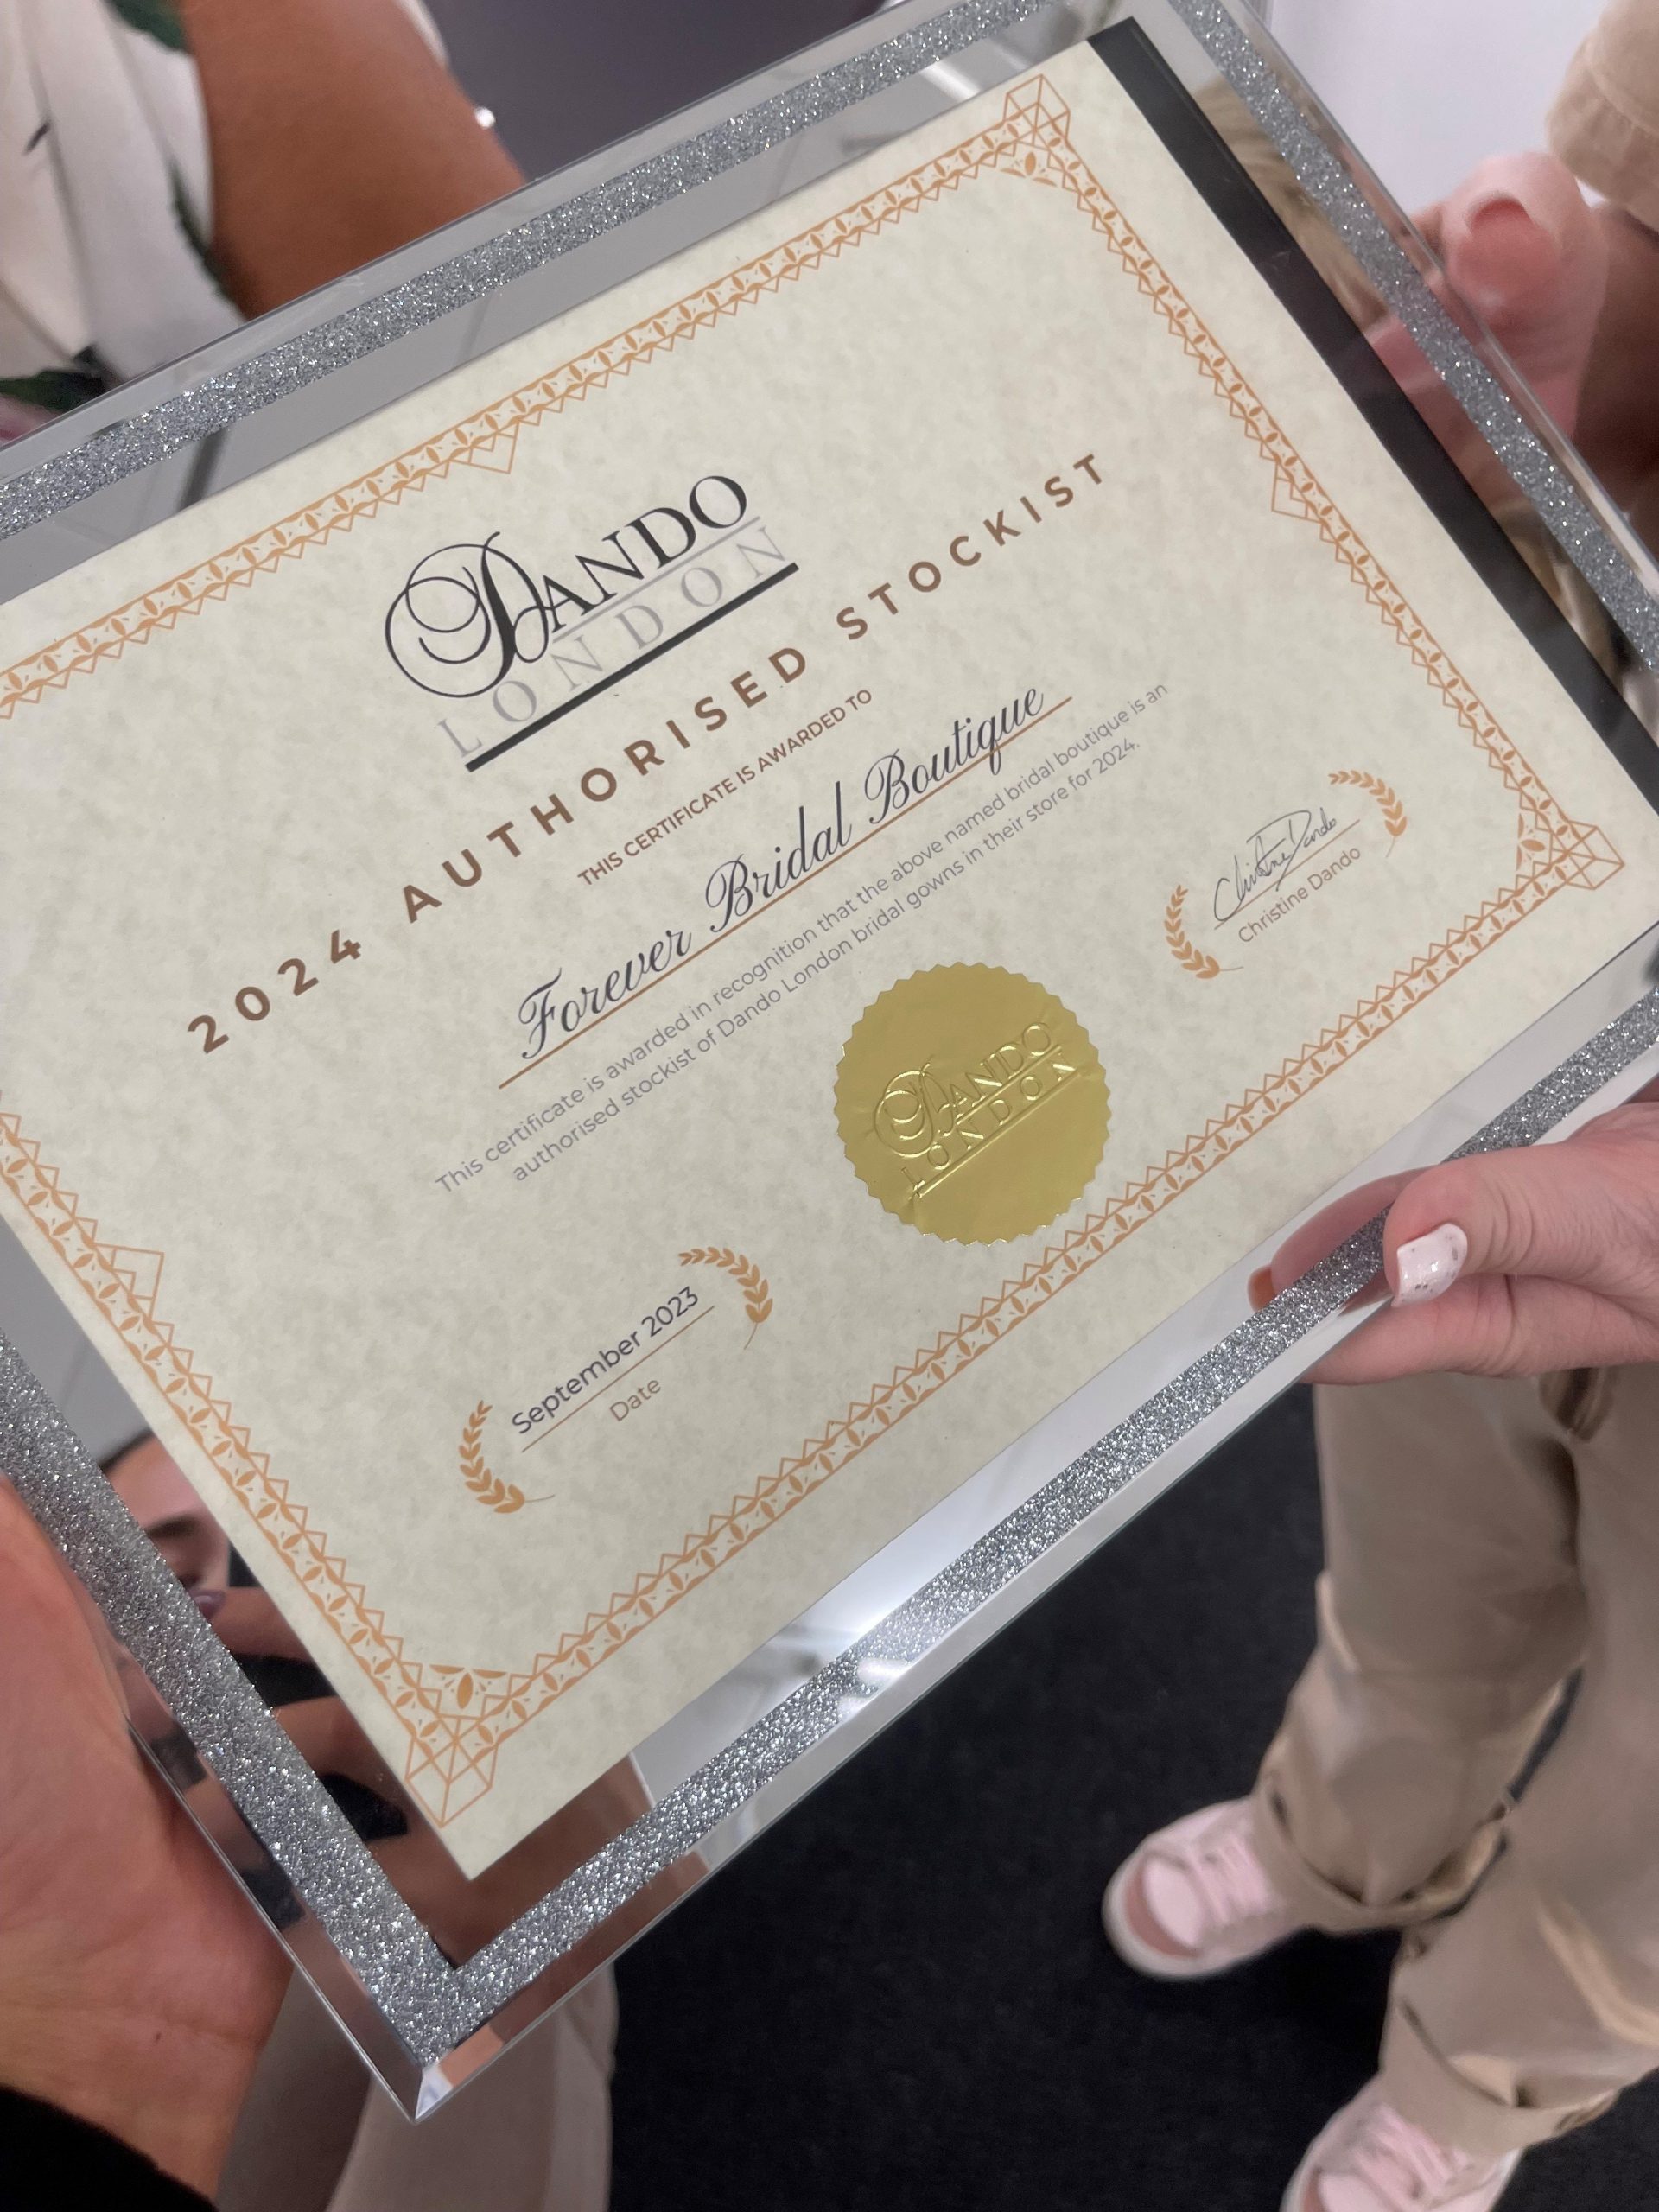 DANDO
LONDON
2024 AUTHORISED STOCKIST
THIS CERTIFICATE IS AWARDED TO
Forever Bridal Boutique
This certificate is awarded in recognition that the above named bridal boutique is an
authorised stockist of Dando London bridal gowns in their store for 2024.
September 2023
Date
DANDO
LONDON
Christine Dando
Christine Dando